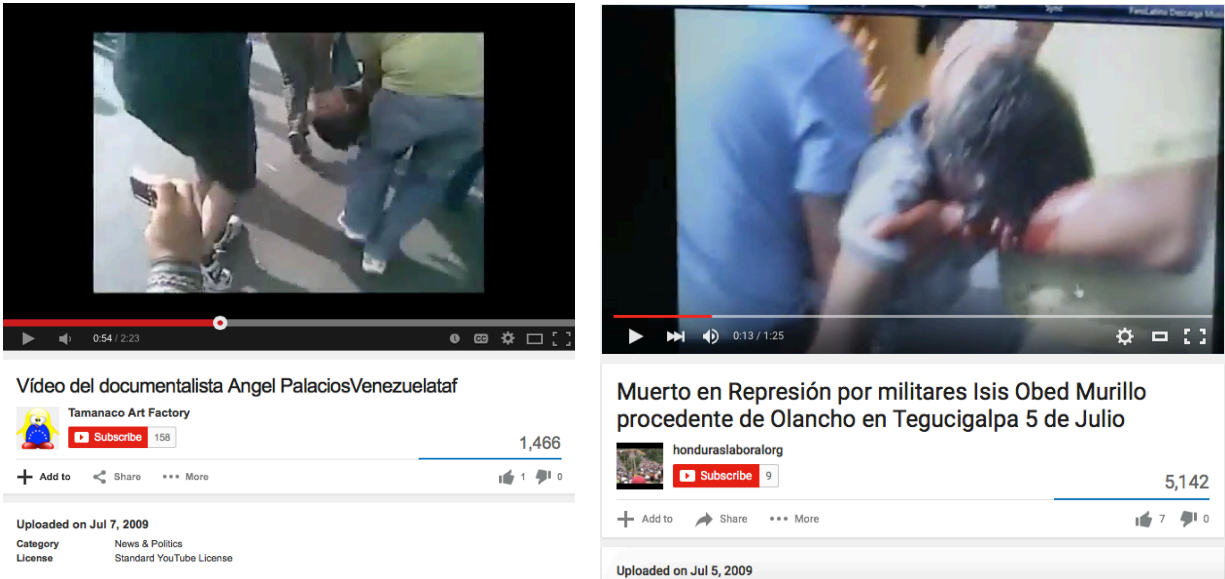 0:54 / 2:23
CC
Vídeo del documentalista Angel PalaciosVenezuelataf
Tamanaco Art Factory
Subscribe 158
1,466
Add to Share More 1 0
Uploaded on Jul 7, 2009
Category News & Politics
License Standard YouTube License
Sync
0:13 / 1:25
Muerto en Represión por militares Isis Obed Murillo
procedente de Olancho en Tegucigalpa 5 de Julio
honduraslaboralorg
Subscribe 9
5,142
Add to Share More 7 0
Uploaded on Jul 5, 2009